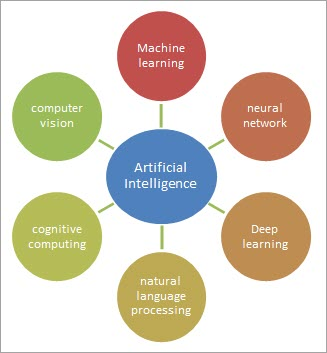 Machine
learning
neural
network
Deep
learning
natural
language
processing
cognitive
computing
computer
vision
Artificial
Intelligence